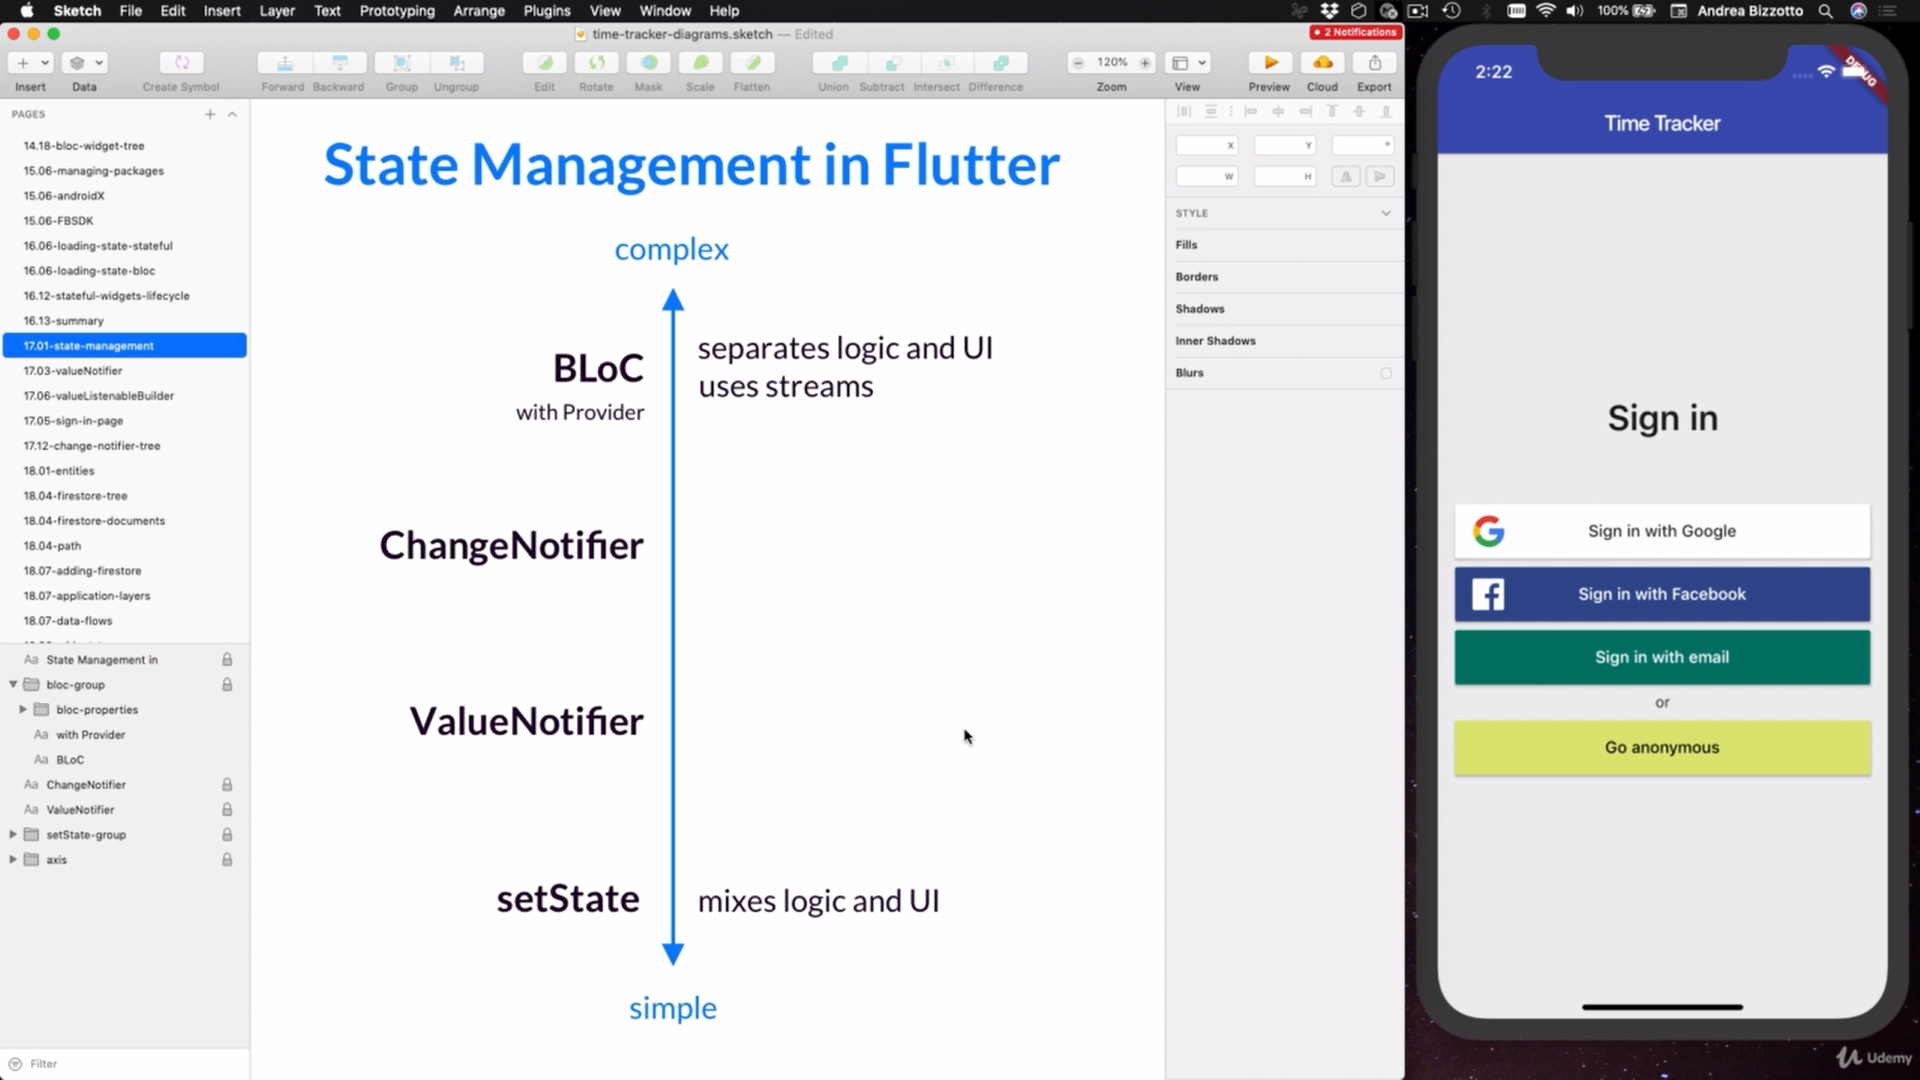 Sketch File Edit Insert Layer Text Prototyping Arrange Plugins View Window Help
100% Andrea Bizzotto
time-tracker-diagrams.sketch — Edited
2 Notifications
120%
Insert Data Create Symbol Forward Backward Group Ungroup Edit Rotate Mask Scale Flatten Union Subtract Intersect Difference Zoom View Preview Cloud Export
PAGES
14.18-bloc-widget-tree
15.06-managing-packages
15.06-androidX
15.06-FBSDK
16.06-loading-state-stateful
16.06-loading-state-bloc
16.12-stateful-widgets-lifecycle
16.13-summary
17.01-state-management
17.03-valueNotifier
17.06-valueListenableBuilder
17.05-sign-in-page
17.12-change-notifier-tree
18.01-entities
18.04-firestore-tree
18.04-firestore-documents
18.04-path
18.07-adding-firestore
18.07-application-layers
18.07-data-flows
Aa State Management in
bloc-group
bloc-properties
Aa with Provider
Aa BLoC
Aa ChangeNotifier
Aa ValueNotifier
setState-group
axis
Filter
State Management in Flutter
complex
BLoC
with Provider
separates logic and UI
uses streams
ChangeNotifier
ValueNotifier
setState
mixes logic and UI
simple
X Y °
W H
STYLE
Fills
Borders
Shadows
Inner Shadows
Blurs
2:22
DEBUG
Time Tracker
Sign in
Sign in with Google
Sign in with Facebook
Sign in with email
or
Go anonymous
Udemy